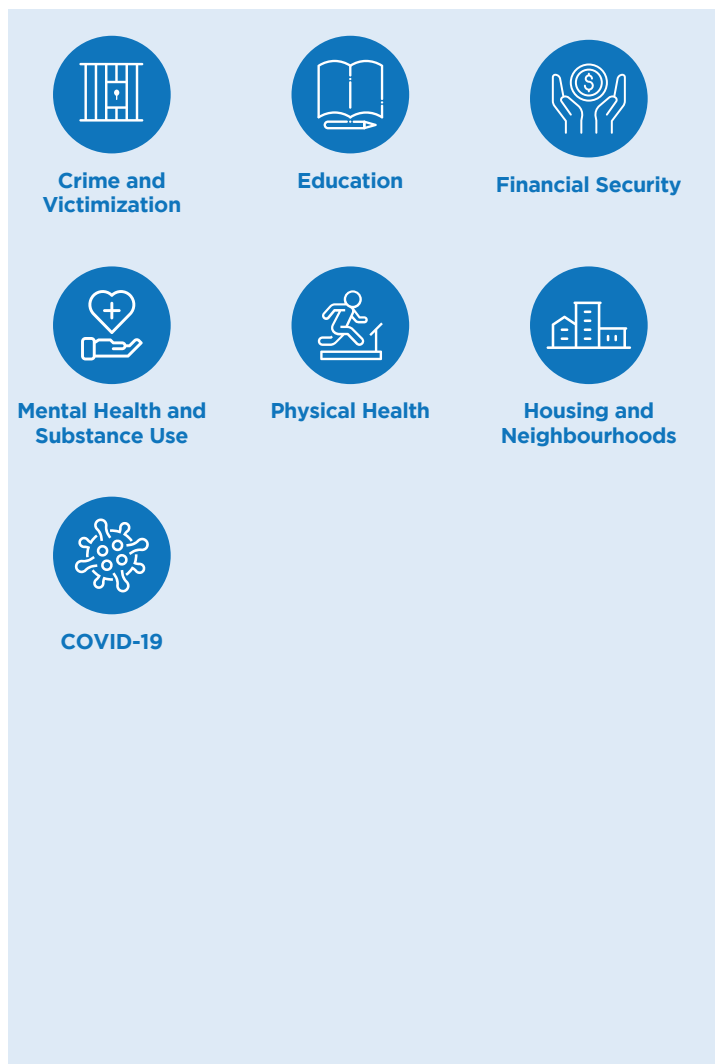 Crime and
Victimization
Education
Financial Security
Mental Health and
Substance Use
Physical Health
Housing and
Neighbourhoods
COVID-19